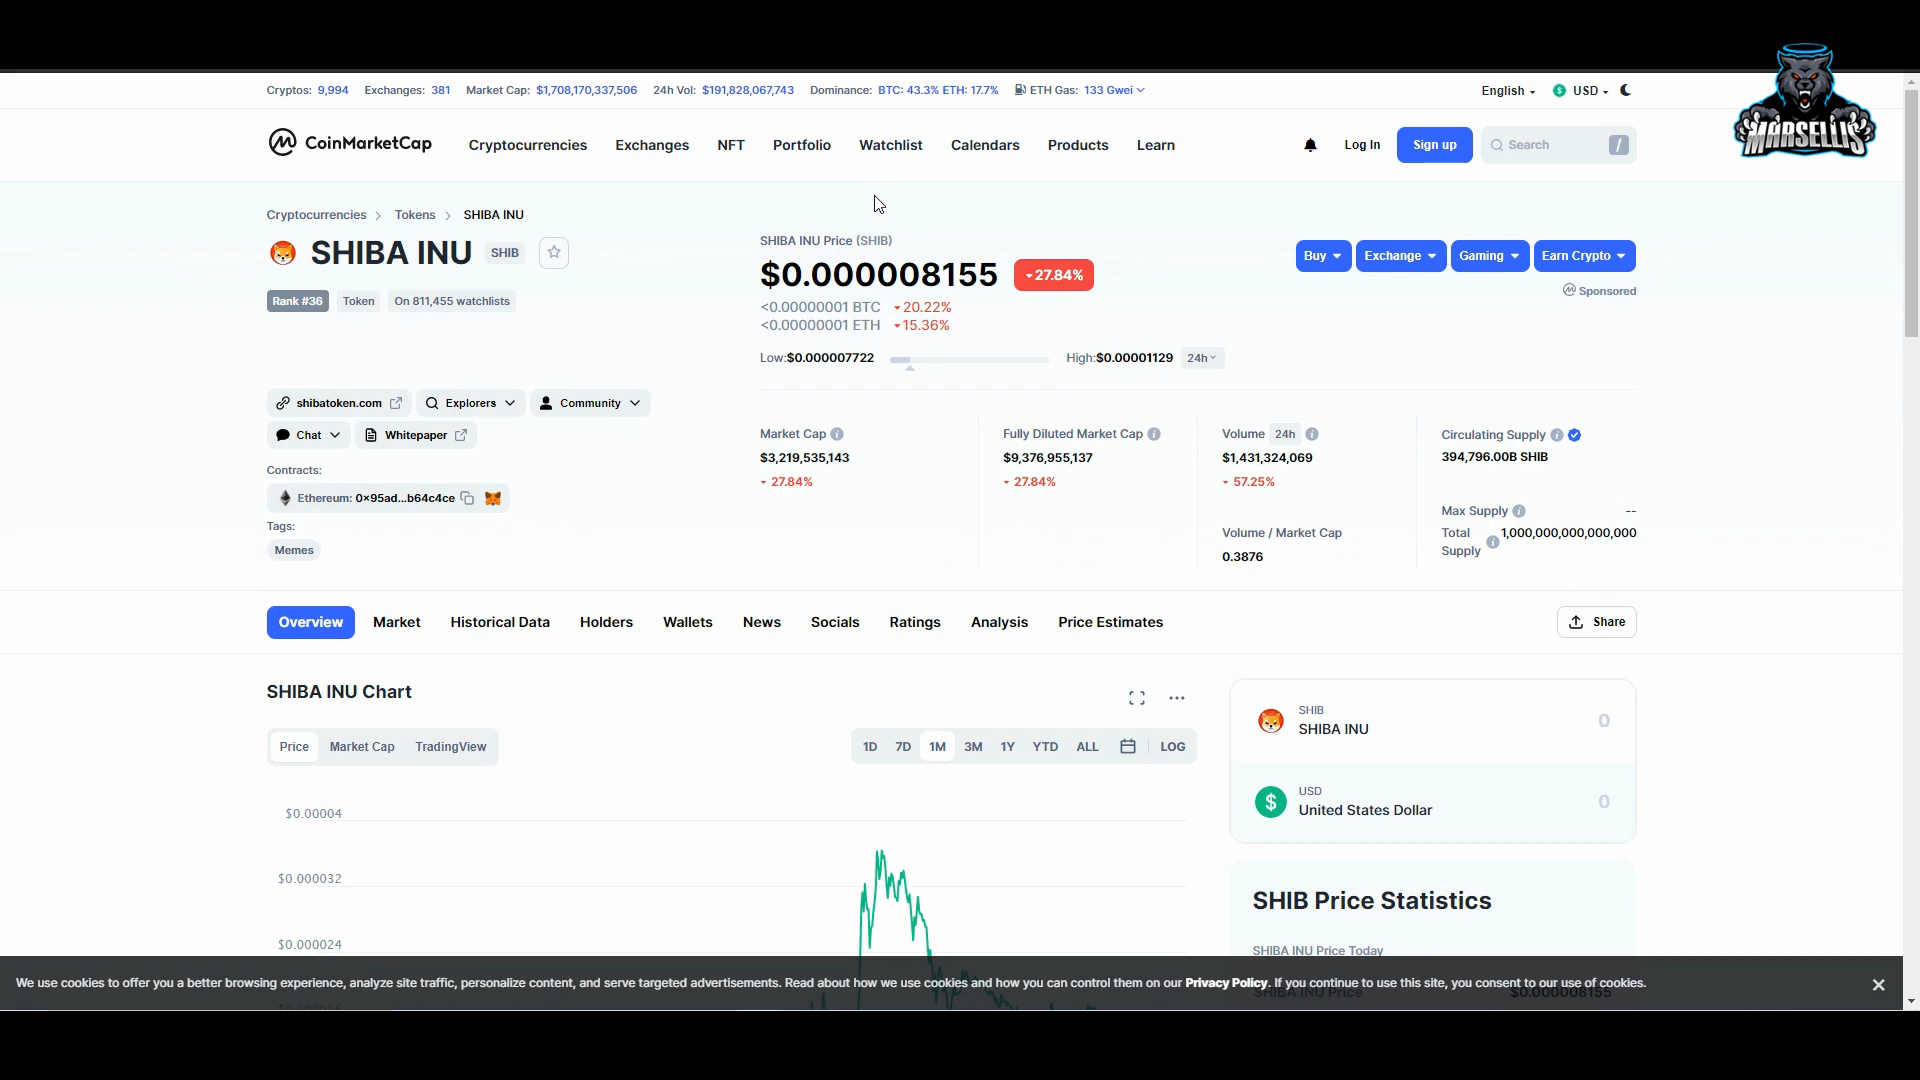 Cryptos: 9,994 Exchanges: 381 Market Cap: $1,708,170,337,506 24h Vol: $191,828,067,743 Dominance: BTC: 43.3% ETH: 17.7% ETH Gas: 133 Gwei
English USD
MARSELLIS
CoinMarketCap Cryptocurrencies Exchanges NFT Portfolio Watchlist Calendars Products Learn Log In Sign up Search /
Cryptocurrencies > Tokens > SHIBA INU
SHIBA INU SHIB
Rank #36 Token On 811,455 watchlists
SHIBA INU Price (SHIB)
$0.000008155 27.84%
<0.00000001 BTC 20.22%
<0.00000001 ETH 15.36%
Low:$0.000007722 High:$0.00001129 24h
Buy Exchange Gaming Earn Crypto
Sponsored
shibatoken.com Explorers Community
Chat Whitepaper
Contracts:
Ethereum: 0x95ad...b64c4ce
Tags:
Memes
Market Cap
$3,219,535,143
27.84%
Fully Diluted Market Cap
$9,376,955,137
27.84%
Volume 24h
$1,431,324,069
57.25%
Volume / Market Cap
0.3876
Circulating Supply
394,796.00B SHIB
Max Supply --
Total Supply 1,000,000,000,000,000
Overview Market Historical Data Holders Wallets News Socials Ratings Analysis Price Estimates Share
SHIBA INU Chart
Price Market Cap TradingView 1D 7D 1M 3M 1Y YTD ALL LOG
$0.00004
$0.000032
$0.000024
SHIB
SHIBA INU 0
USD
United States Dollar 0
SHIB Price Statistics
SHIBA INU Price Today
SHIBA INU Price $0.000008155
We use cookies to offer you a better browsing experience, analyze site traffic, personalize content, and serve targeted advertisements. Read about how we use cookies and how you can control them on our Privacy Policy. If you continue to use this site, you consent to our use of cookies.